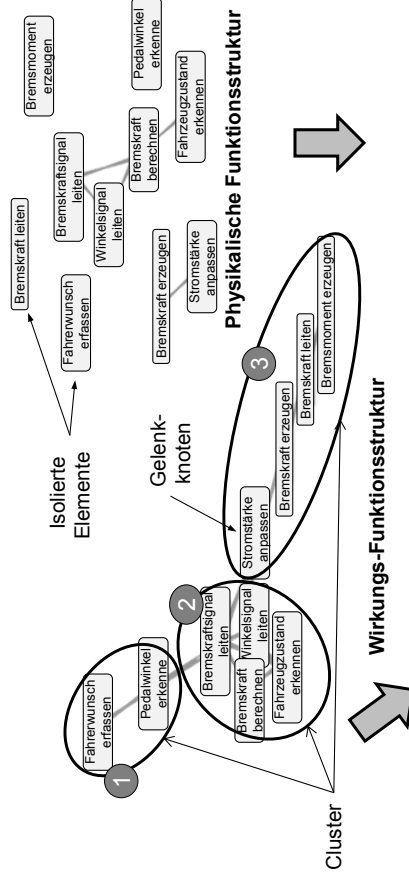 Isolierte
Elemente
Bremskraft leiten
Fahrerwunsch
erfassen
Bremsmoment
erzeugen
Bremskraftsignal
leiten
Winkelsignal
leiten
Pedalwinkel
erkenne
Bremskraft
berechnen
Fahrzeugzustand
erkennen
Bremskraft erzeugen
Stromstärke
anpassen
Physikalische Funktionsstruktur
Gelenk-
knoten
1
Fahrerwunsch
erfassen
Pedalwinkel
erkenne
2
Bremskraftsignal
leiten
Winkelsignal
leiten
Bremskraft
berechnen
Fahrzeugzustand
erkennen
3
Stromstärke
anpassen
Bremskraft erzeugen
Bremskraft leiten
Bremsmoment erzeugen
Cluster
Wirkungs-Funktionsstruktur